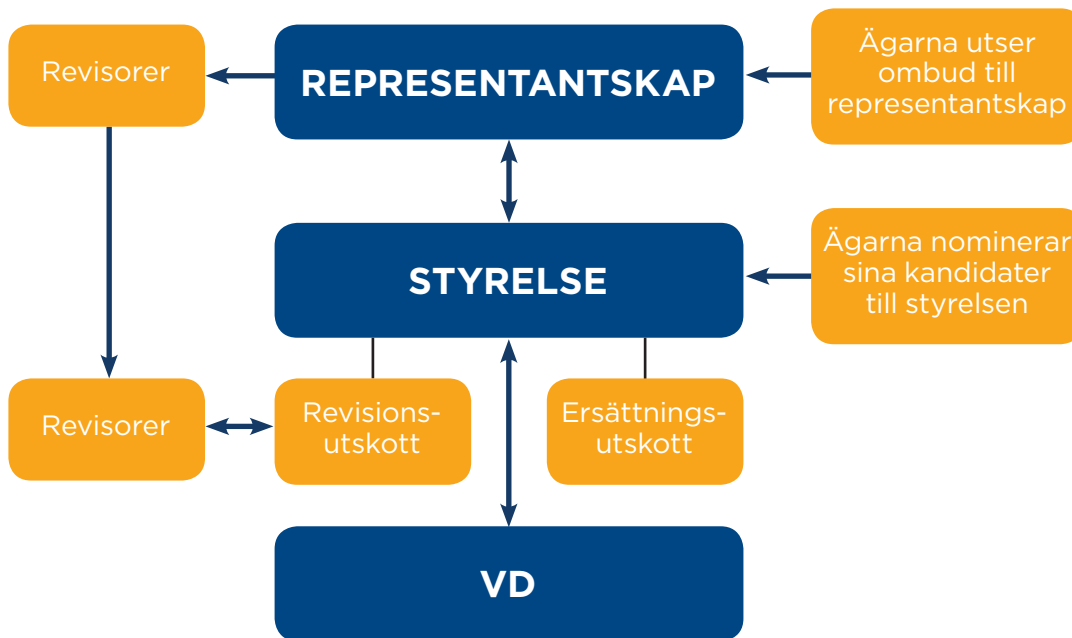 Revisorer
REPRESENTANTSKAP
Ägarna utser
ombud till
representantskap
STYRELSE
Ägarna nominerar
sina kandidater
till styrelsen
Revisorer
Revisions-
utskott
Ersättnings-
utskott
VD